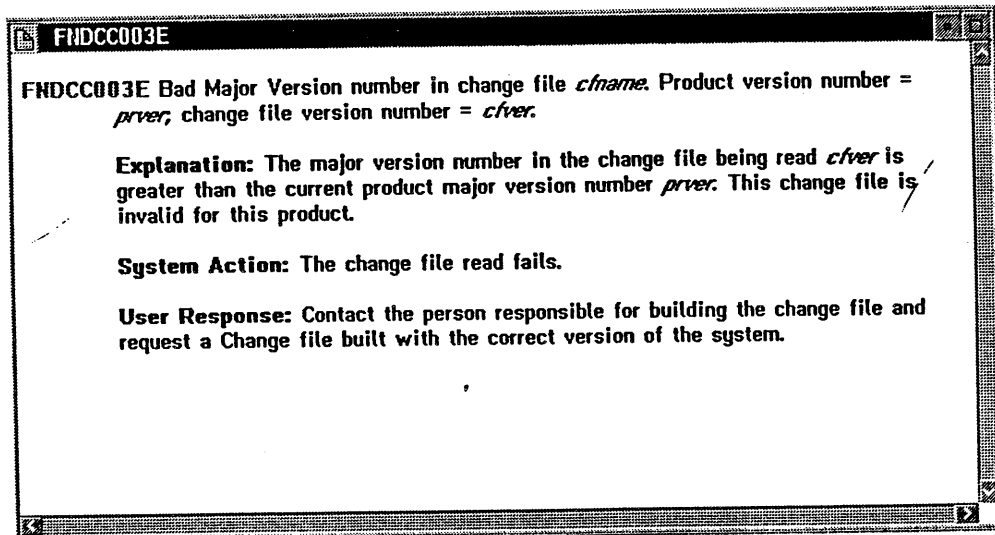 FNDCC003E
FNDCC003E Bad Major Version number in change file cfname. Product version number =
prver; change file version number = cfver.
Explanation: The major version number in the change file being read cfver is
greater than the current product major version number prver. This change file is
invalid for this product.
System Action: The change file read fails.
User Response: Contact the person responsible for building the change file and
request a Change file built with the correct version of the system.